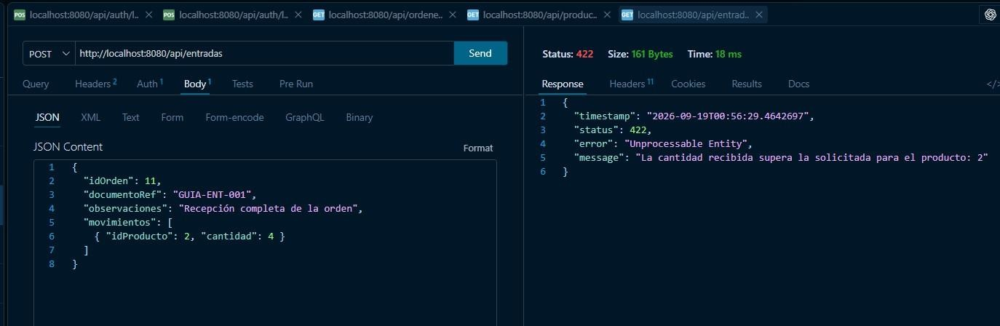 POS localhost:8080/api/auth/l... POS localhost:8080/api/auth/l... GET localhost:8080/api/ordene... GET localhost:8080/api/produc... GET localhost:8080/api/entrad...
POST http://localhost:8080/api/entradas Send
Query Headers 2 Auth 1 Body 1 Tests Pre Run
JSON XML Text Form Form-encode GraphQL Binary
JSON Content Format
1 {
2 "idOrden": 11,
3 "documentoRef": "GUIA-ENT-001",
4 "observaciones": "Recepción completa de la orden",
5 "movimientos": [
6 { "idProducto": 2, "cantidad": 4 }
7 ]
8 }
Status: 422 Size: 161 Bytes Time: 18 ms
Response Headers 11 Cookies Results Docs </>
1 {
2 "timestamp": "2026-09-19T00:56:29.4642697",
3 "status": 422,
4 "error": "Unprocessable Entity",
5 "message": "La cantidad recibida supera la solicitada para el producto: 2"
6 }